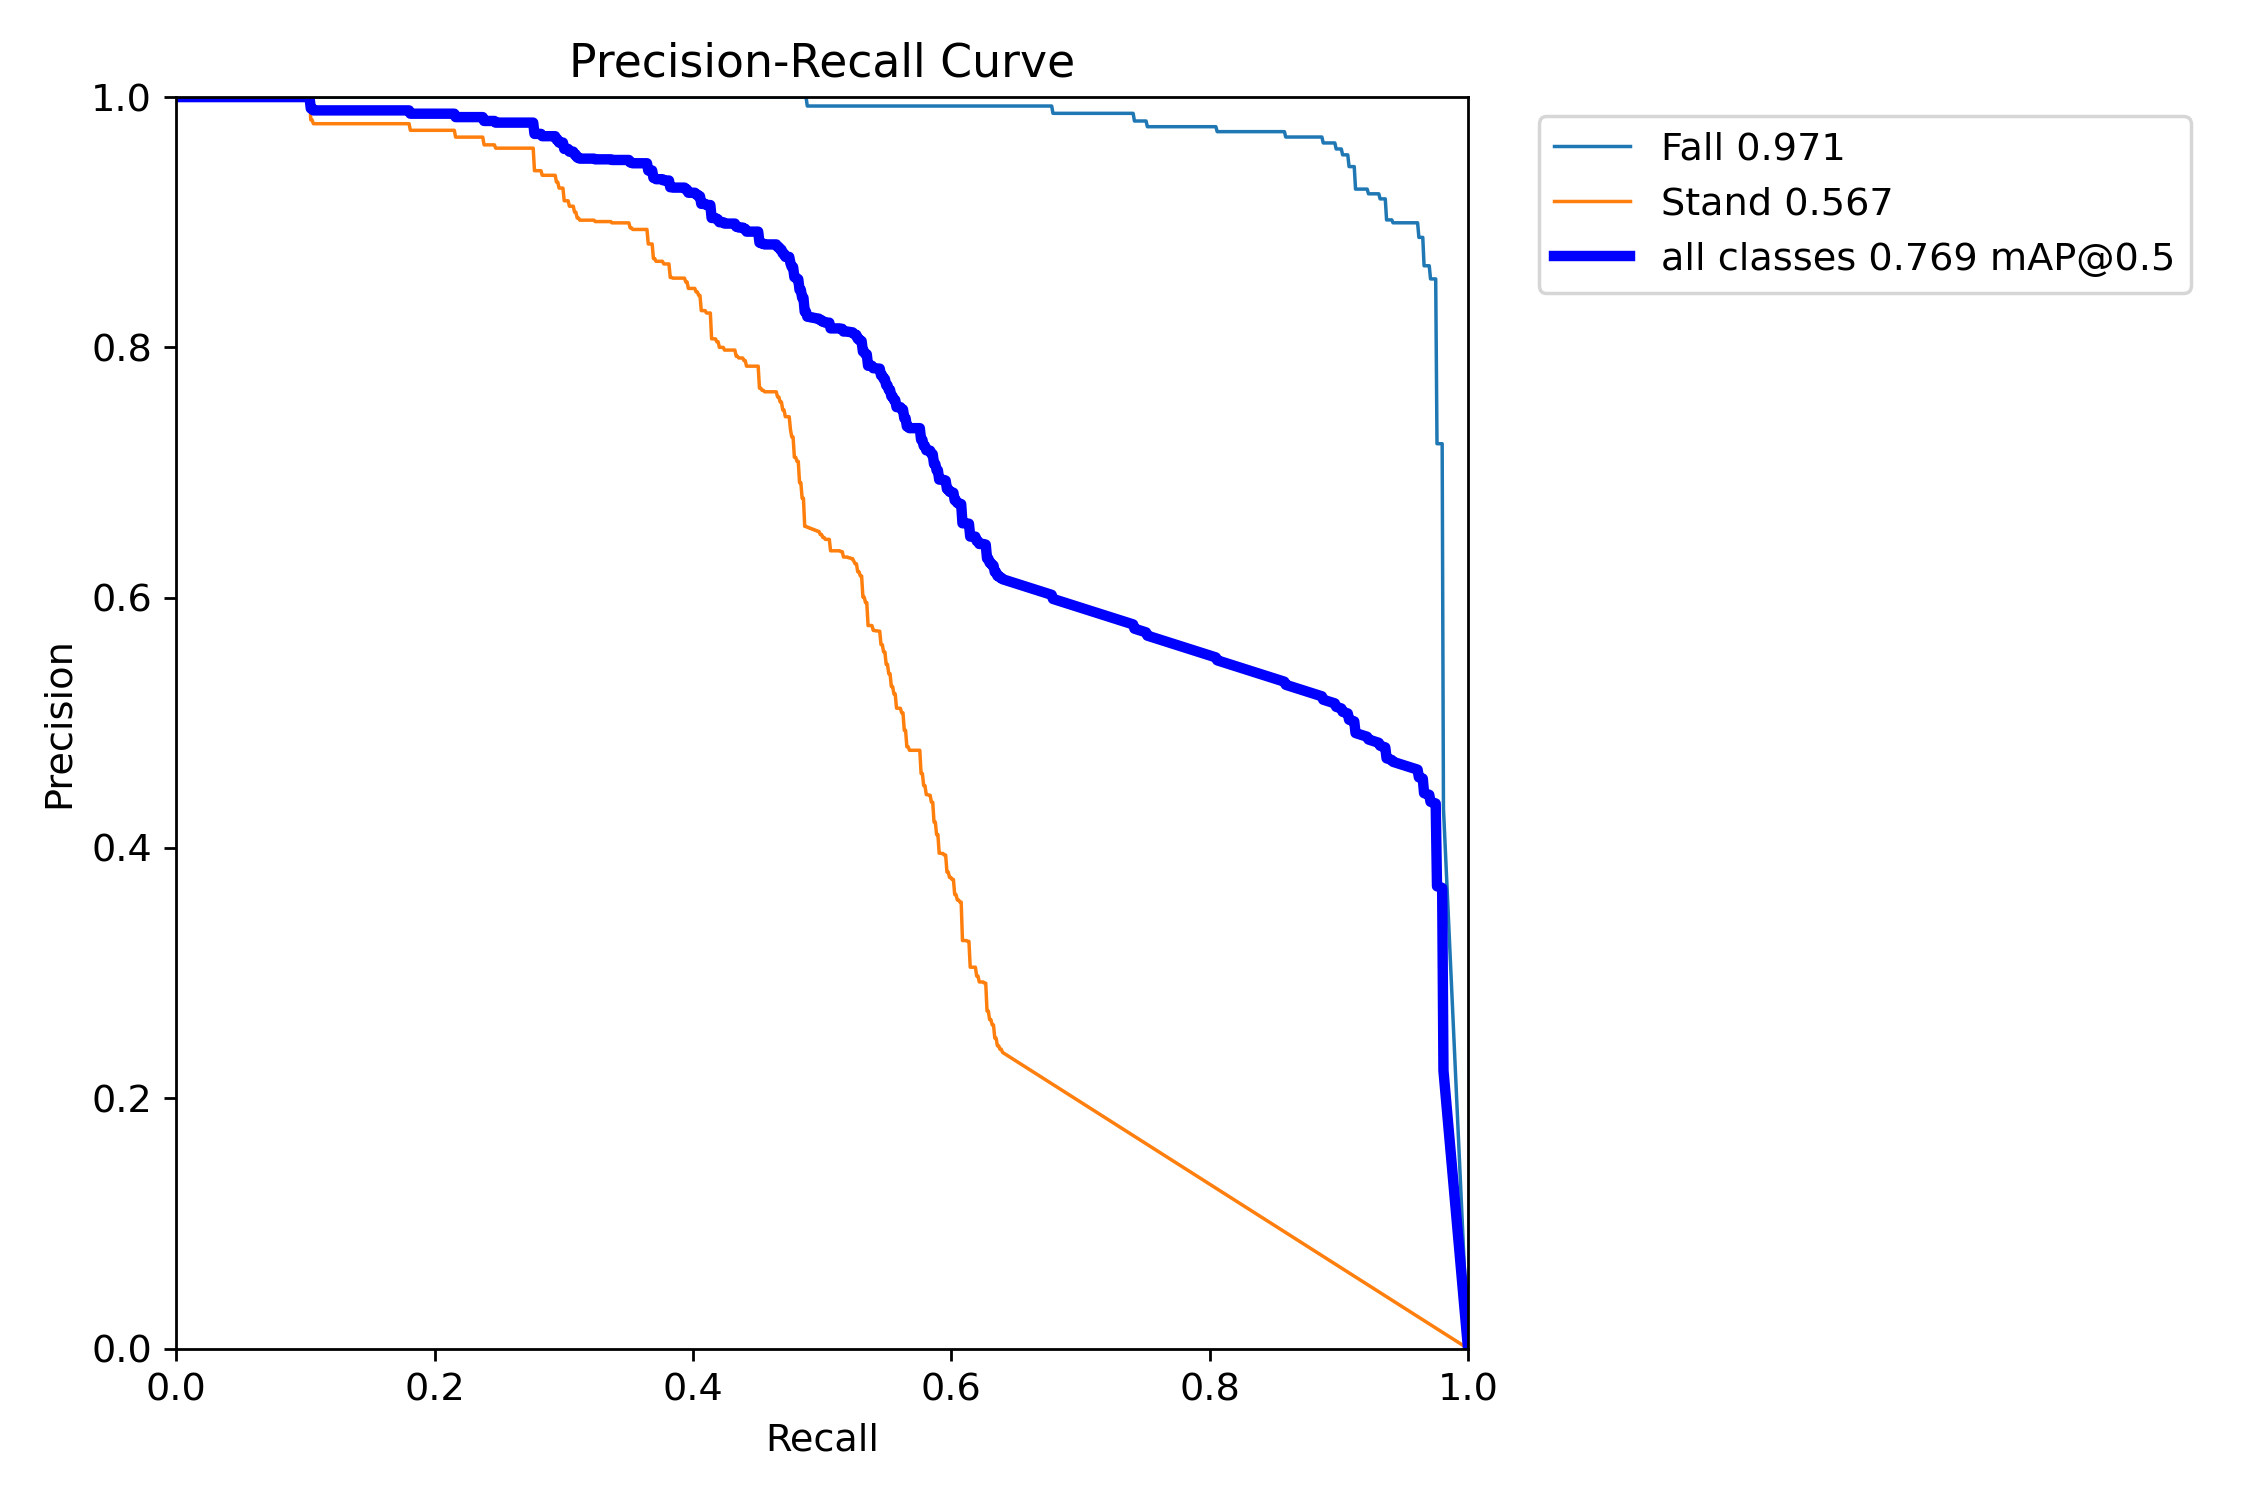 Precision-Recall Curve
1.0
0.8
0.6
0.4
0.2
0.0
Precision
0.0 0.2 0.4 0.6 0.8 1.0
Recall
Fall 0.971
Stand 0.567
all classes 0.769 mAP@0.5